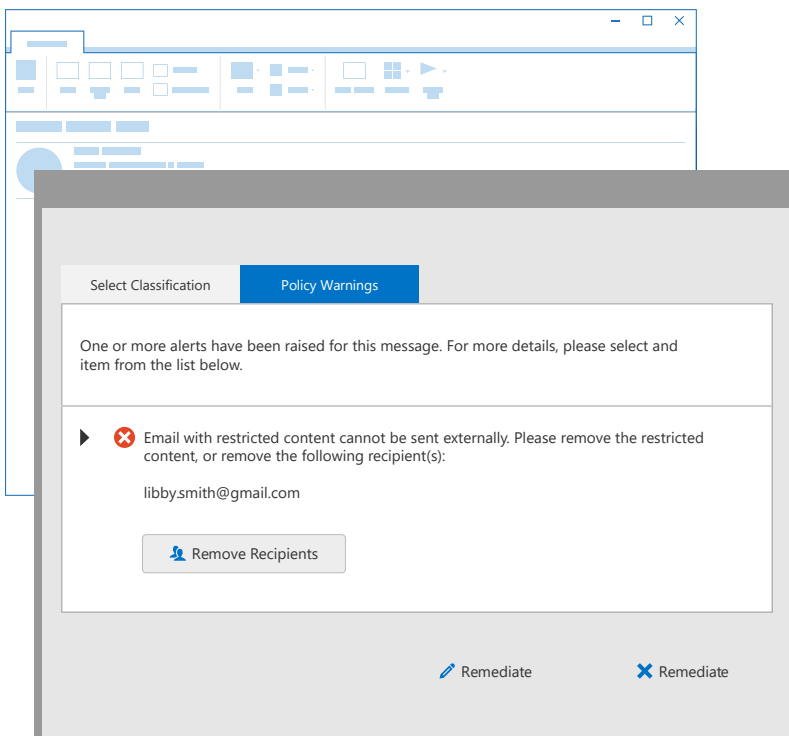 Select Classification
Policy Warnings
One or more alerts have been raised for this message. For more details, please select and
item from the list below.
Email with restricted content cannot be sent externally. Please remove the restricted
content, or remove the following recipient(s):
libby.smith@gmail.com
Remove Recipients
Remediate
Remediate